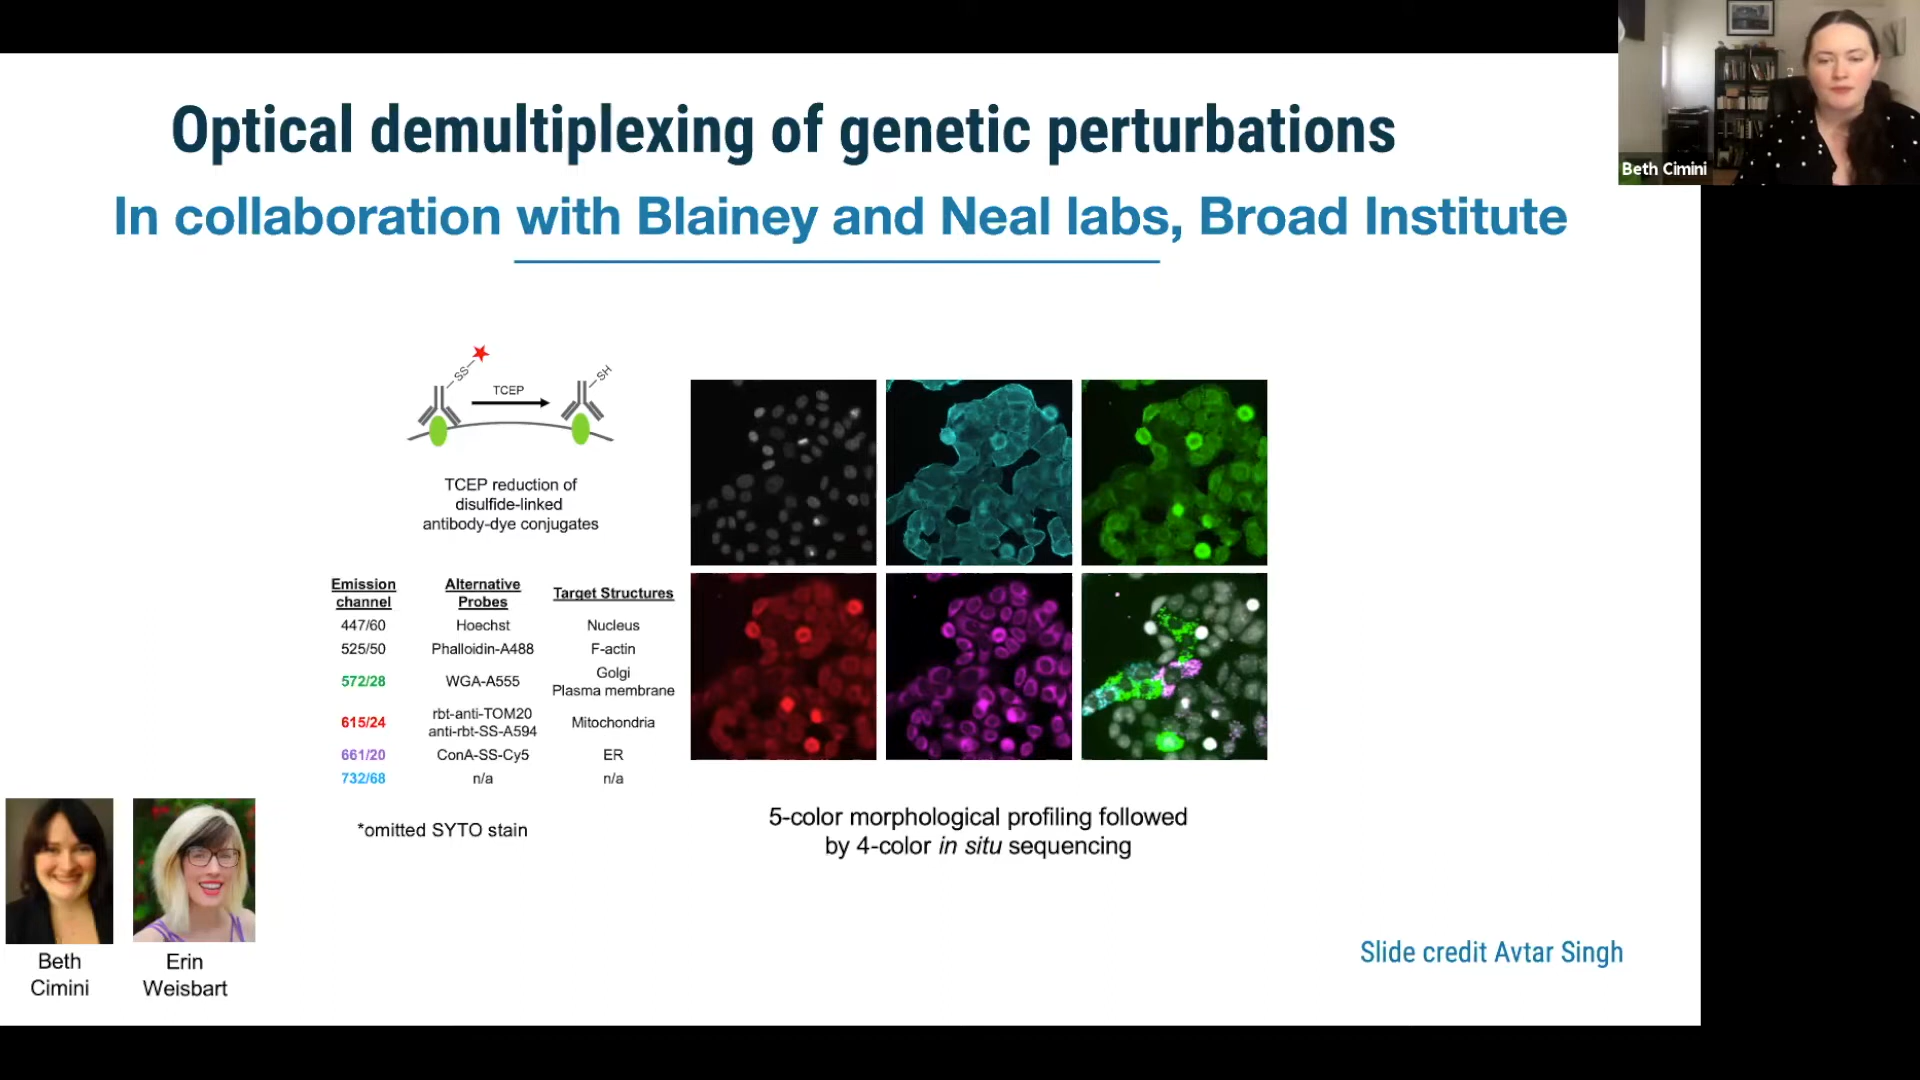 Optical demultiplexing of genetic perturbations
In collaboration with Blainey and Neal labs, Broad Institute
Beth Cimini
SS
TCEP
SH
TCEP reduction of
disulfide-linked
antibody-dye conjugates
Emission channel	Alternative Probes	Target Structures
447/60	Hoechst	Nucleus
525/50	Phalloidin-A488	F-actin
572/28	WGA-A555	Golgi Plasma membrane
615/24	rbt-anti-TOM20 anti-rbt-SS-A594	Mitochondria
661/20	ConA-SS-Cy5	ER
732/68	n/a	n/a
*omitted SYTO stain
5-color morphological profiling followed
by 4-color in situ sequencing
Beth
Cimini
Erin
Weisbart
Slide credit Avtar Singh